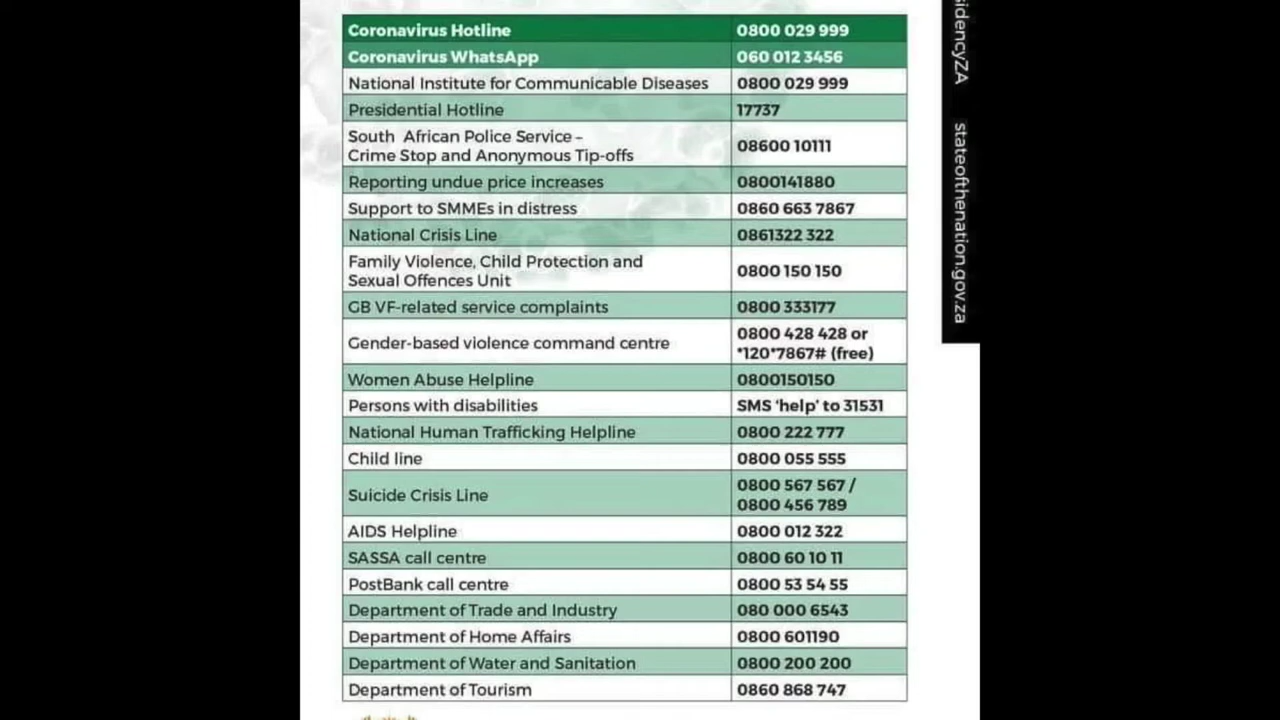 Coronavirus Hotline 0800 029 999
Coronavirus WhatsApp 060 012 3456
National Institute for Communicable Diseases 0800 029 999
Presidential Hotline 17737
South African Police Service –
Crime Stop and Anonymous Tip-offs 08600 10111
Reporting undue price increases 0800141880
Support to SMMEs in distress 0860 663 7867
National Crisis Line 0861322 322
Family Violence, Child Protection and
Sexual Offences Unit 0800 150 150
GB VF-related service complaints 0800 333177
Gender-based violence command centre 0800 428 428 or
*120*7867# (free)
Women Abuse Helpline 0800150150
Persons with disabilities SMS ‘help’ to 31531
National Human Trafficking Helpline 0800 222 777
Child line 0800 055 555
Suicide Crisis Line 0800 567 567 /
0800 456 789
AIDS Helpline 0800 012 322
SASSA call centre 0800 60 10 11
PostBank call centre 0800 53 54 55
Department of Trade and Industry 080 000 6543
Department of Home Affairs 0800 601190
Department of Water and Sanitation 0800 200 200
Department of Tourism 0860 868 747
sidencyZA stateofthenation.gov.za